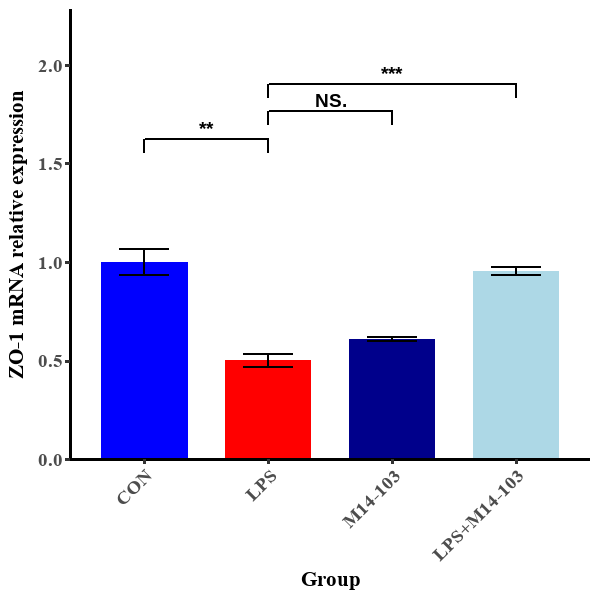 ZO-1 mRNA relative expression
2.0
1.5
1.0
0.5
0.0
***
NS.
**
CON
LPS
M14-103
LPS+M14-103
Group